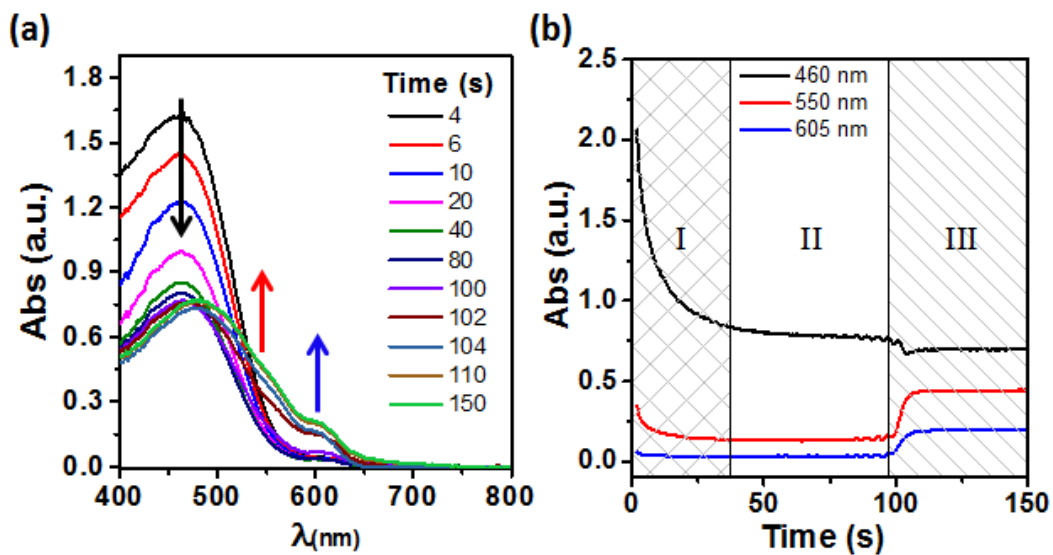 (a)
Abs (a.u.)
1.8
1.5
1.2
0.9
0.6
0.3
0.0
400 500 600 700 800
λ(nm)
Time (s)
4
6
10
20
40
80
100
102
104
110
150
(b)
Abs (a.u.)
2.5
2.0
1.5
1.0
0.5
0.0
0 50 100 150
Time (s)
460 nm
550 nm
605 nm
I II III